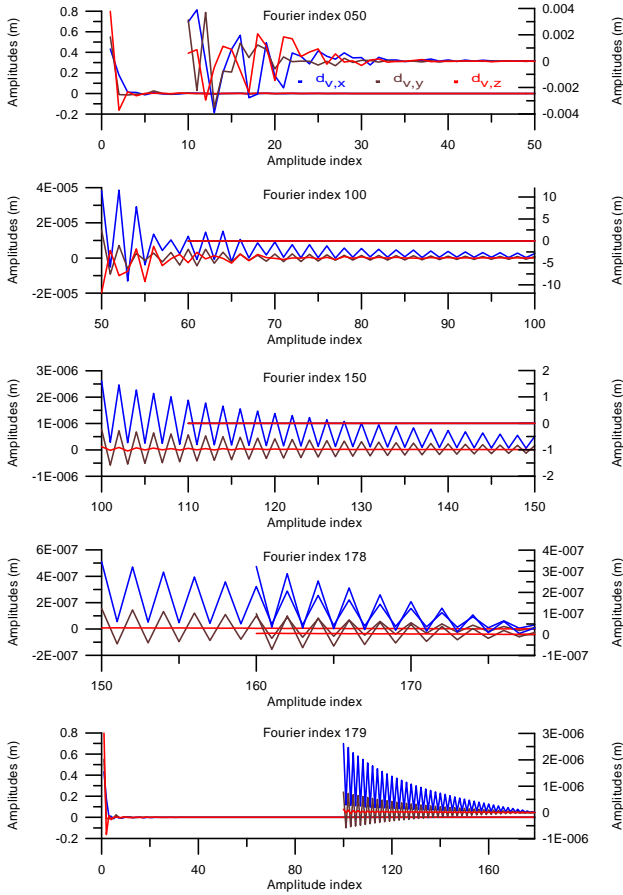 Fourier index 050
Amplitudes (m)
0.8
0.6
0.4
0.2
0
-0.2
0.004
0.002
0.000
-0.002
-0.004
Amplitudes (m)
d v,x d v,y d v,z
0 10 20 30 40 50
Amplitude index
Fourier index 100
Amplitudes (m)
4E-005
2E-005
0
-2E-005
10
5
0
-5
-10
Amplitudes (m)
50 60 70 80 90 100
Amplitude index
Fourier index 150
Amplitudes (m)
3E-006
2E-006
1E-006
0
-1E-006
2
1
0
-1
-2
Amplitudes (m)
100 110 120 130 140 150
Amplitude index
Fourier index 178
Amplitudes (m)
6E-007
4E-007
2E-007
0
-2E-007
4E-007
3E-007
2E-007
1E-007
0
-1E-007
Amplitudes (m)
150 160 170
Amplitude index
Fourier index 179
Amplitudes (m)
0.8
0.6
0.4
0.2
0
-0.2
3E-006
2E-006
1E-006
0
-1E-006
Amplitudes (m)
0 40 80 120 160
Amplitude index